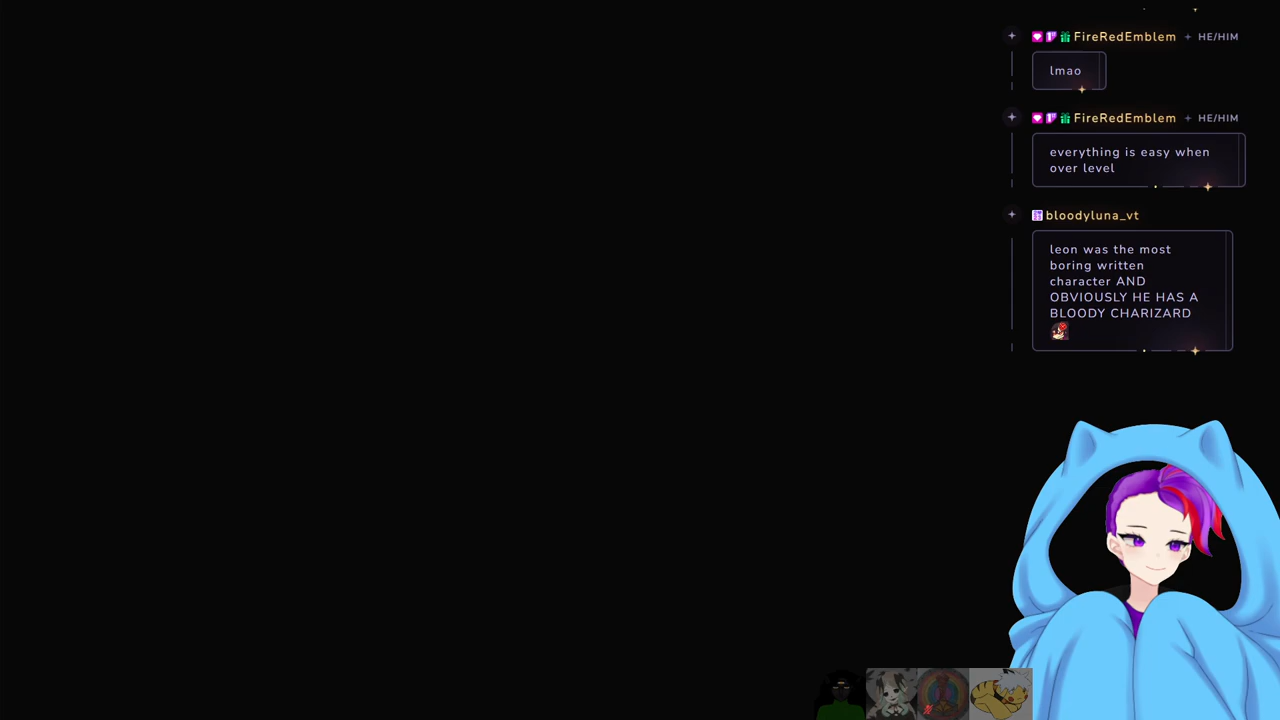 FireRedEmblem HE/HIM
lmao
FireRedEmblem HE/HIM
everything is easy when
over level
bloodyluna_vt
leon was the most
boring written
character AND
OBVIOUSLY HE HAS A
BLOODY CHARIZARD